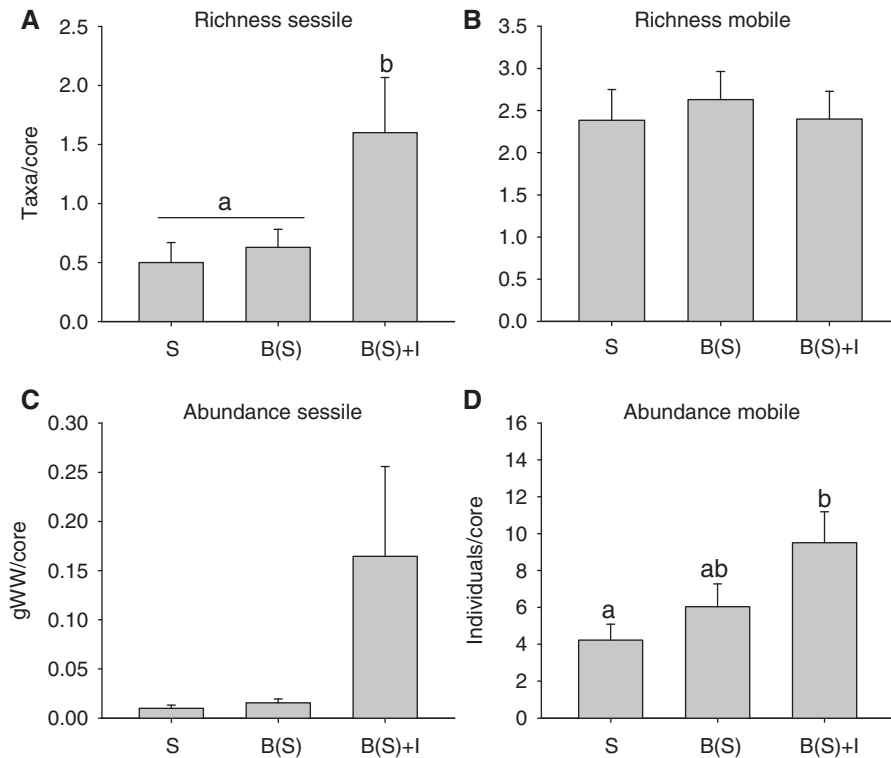 A
Richness sessile
2.5
2.0
1.5
1.0
0.5
0.0
Taxa/core
a
b
S
B(S)
B(S)+I
B
Richness mobile
3.5
3.0
2.5
2.0
1.5
1.0
0.5
0.0
S
B(S)
B(S)+I
C
Abundance sessile
0.30
0.25
0.20
0.15
0.10
0.05
0.00
gWW/core
S
B(S)
B(S)+I
D
Abundance mobile
16
14
12
10
8
6
4
2
0
Individuals/core
a
ab
b
S
B(S)
B(S)+I